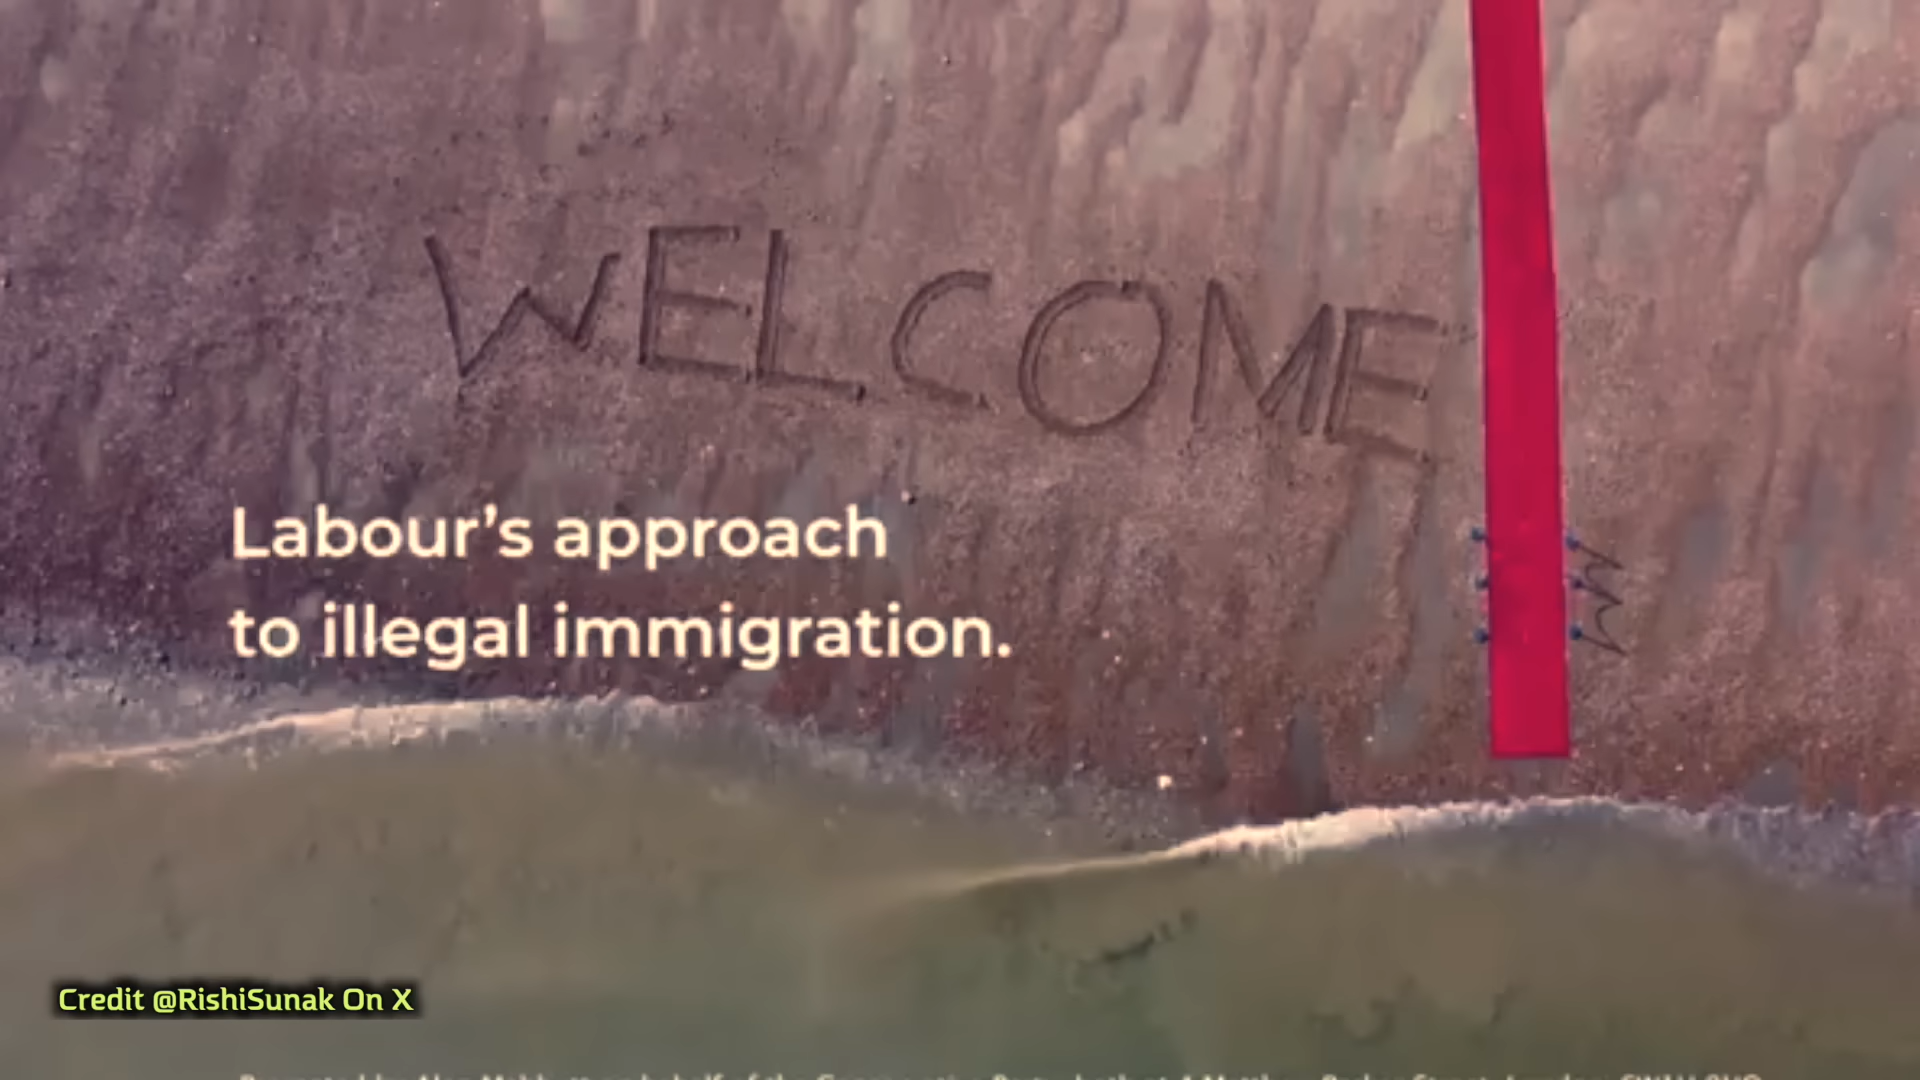 WELCOME
Labour’s approach
to illegal immigration.
Credit @RishiSunak On X